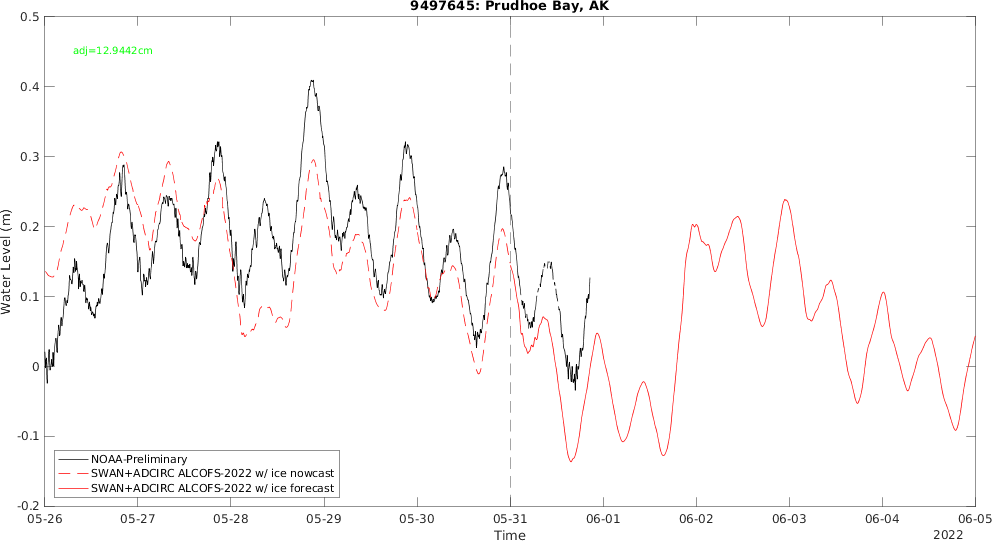 9497645: Prudhoe Bay, AK
adj=12.9442cm
Water Level (m)
0.5
0.4
0.3
0.2
0.1
0
-0.1
-0.2
NOAA-Preliminary
SWAN+ADCIRC ALCOFS-2022 w/ ice nowcast
SWAN+ADCIRC ALCOFS-2022 w/ ice forecast
05-26 05-27 05-28 05-29 05-30 05-31 06-01 06-02 06-03 06-04 06-05
Time
2022